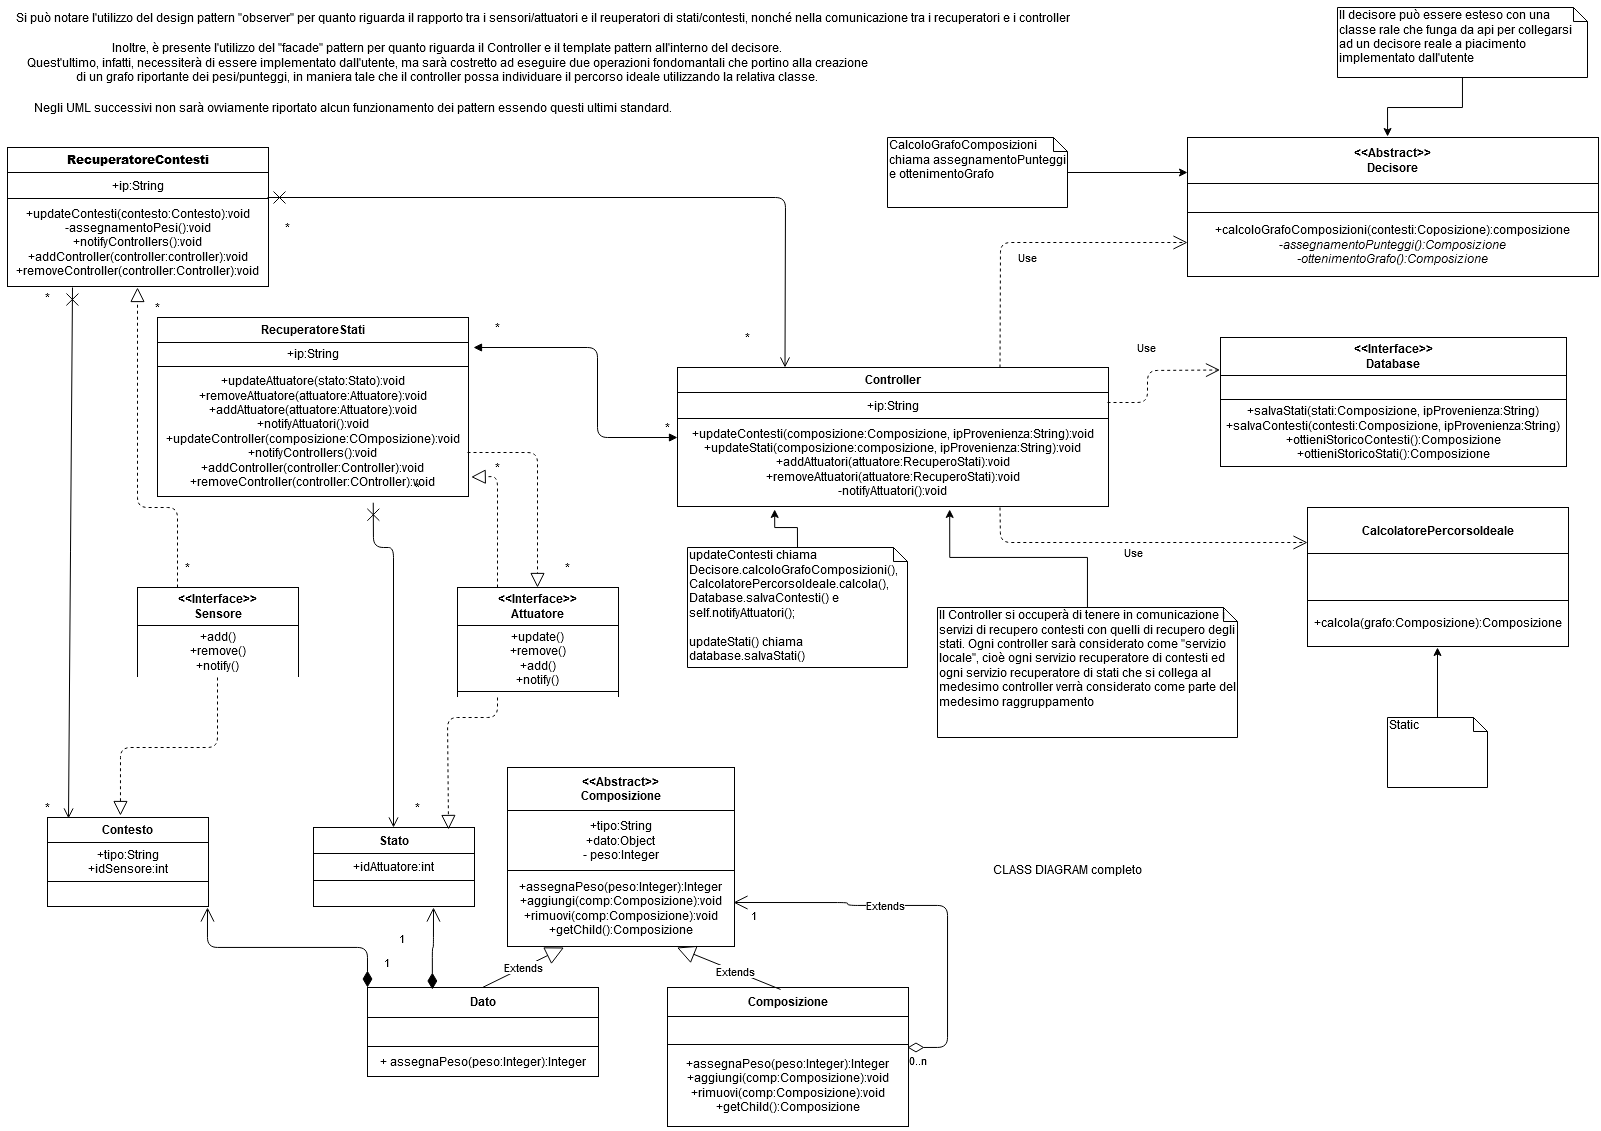 Si può notare l'utilizzo del design pattern "observer" per quanto riguarda il rapporto tra i sensori/attuatori e il reuperatori di stati/contesti, nonché nella comunicazione tra i recuperatori e i controller
Inoltre, è presente l'utilizzo del "facade" pattern per quanto riguarda il Controller e il template pattern all'interno del decisore.
Quest'ultimo, infatti, necessiterà di essere implementato dall'utente, ma sarà costretto ad eseguire due operazioni fondomantali che portino alla creazione
di un grafo riportante dei pesi/punteggi, in maniera tale che il controller possa individuare il percorso ideale utilizzando la relativa classe.
Negli UML successivi non sarà ovviamente riportato alcun funzionamento dei pattern essendo questi ultimi standard.
Il decisore può essere esteso con una
classe rale che funga da api per collegarsi
ad un decisore reale a piacimento
implementato dall'utente
CalcoloGrafoComposizioni
chiama assegnamentoPunteggi
e ottenimentoGrafo
<<Abstract>>
Decisore
+calcoloGrafoComposizioni(contesti:Coposizione):composizione
-assegnamentoPunteggi():Composizione
-ottenimentoGrafo():Composizione
RecuperatoreContesti
+ip:String
+updateContesti(contesto:Contesto):void
-assegnamentoPesi():void
+notifyControllers():void
+addController(controller:controller):void
+removeController(controller:Controller):void
*
*
*
RecuperatoreStati
+ip:String
+updateAttuatore(stato:Stato):void
+removeAttuatore(attuatore:Attuatore):void
+addAttuatore(attuatore:Attuatore):void
+notifyAttuatori():void
+updateController(composizione:COmposizione):void
+notifyControllers():void
+addController(controller:Controller):void
+removeController(controller:COntroller):void
*
*
*
*
*
Use
Use
Use
Controller
+ip:String
+updateContesti(composizione:Composizione, ipProvenienza:String):void
+updateStati(composizione:composizione, ipProvenienza:String):void
+addAttuatori(attuatore:RecuperoStati):void
+removeAttuatori(attuatore:RecuperoStati):void
-notifyAttuatori():void
<<Interface>>
Database
+salvaStati(stati:Composizione, ipProvenienza:String)
+salvaContesti(contesti:Composizione, ipProvenienza:String)
+ottieniStoricoContesti():Composizione
+ottieniStoricoStati():Composizione
CalcolatorePercorsoIdeale
+calcola(grafo:Composizione):Composizione
Static
updateContesti chiama
Decisore.calcoloGrafoComposizioni(),
CalcolatorePercorsoIdeale.calcola(),
Database.salvaContesti() e
self.notifyAttuatori();
updateStati() chiama
database.salvaStati()
Il Controller si occuperà di tenere in comunicazione
servizi di recupero contesti con quelli di recupero degli
stati. Ogni controller sarà considerato come "servizio
locale", cioè ogni servizio recuperatore di contesti ed
ogni servizio recuperatore di stati che si collega al
medesimo controller verrà considerato come parte del
medesimo raggruppamento
*
<<Interface>>
Sensore
+add()
+remove()
+notify()
*
<<Interface>>
Attuatore
+update()
+remove()
+add()
+notify()
*
Contesto
+tipo:String
+idSensore:int
*
Stato
+idAttuatore:int
<<Abstract>>
Composizione
+tipo:String
+dato:Object
- peso:Integer
+assegnaPeso(peso:Integer):Integer
+aggiungi(comp:Composizione):void
+rimuovi(comp:Composizione):void
+getChild():Composizione
CLASS DIAGRAM completo
Extends
1
1
1
Extends
Extends
Dato
+ assegnaPeso(peso:Integer):Integer
Composizione
+assegnaPeso(peso:Integer):Integer
+aggiungi(comp:Composizione):void
+rimuovi(comp:Composizione):void
+getChild():Composizione
0..n